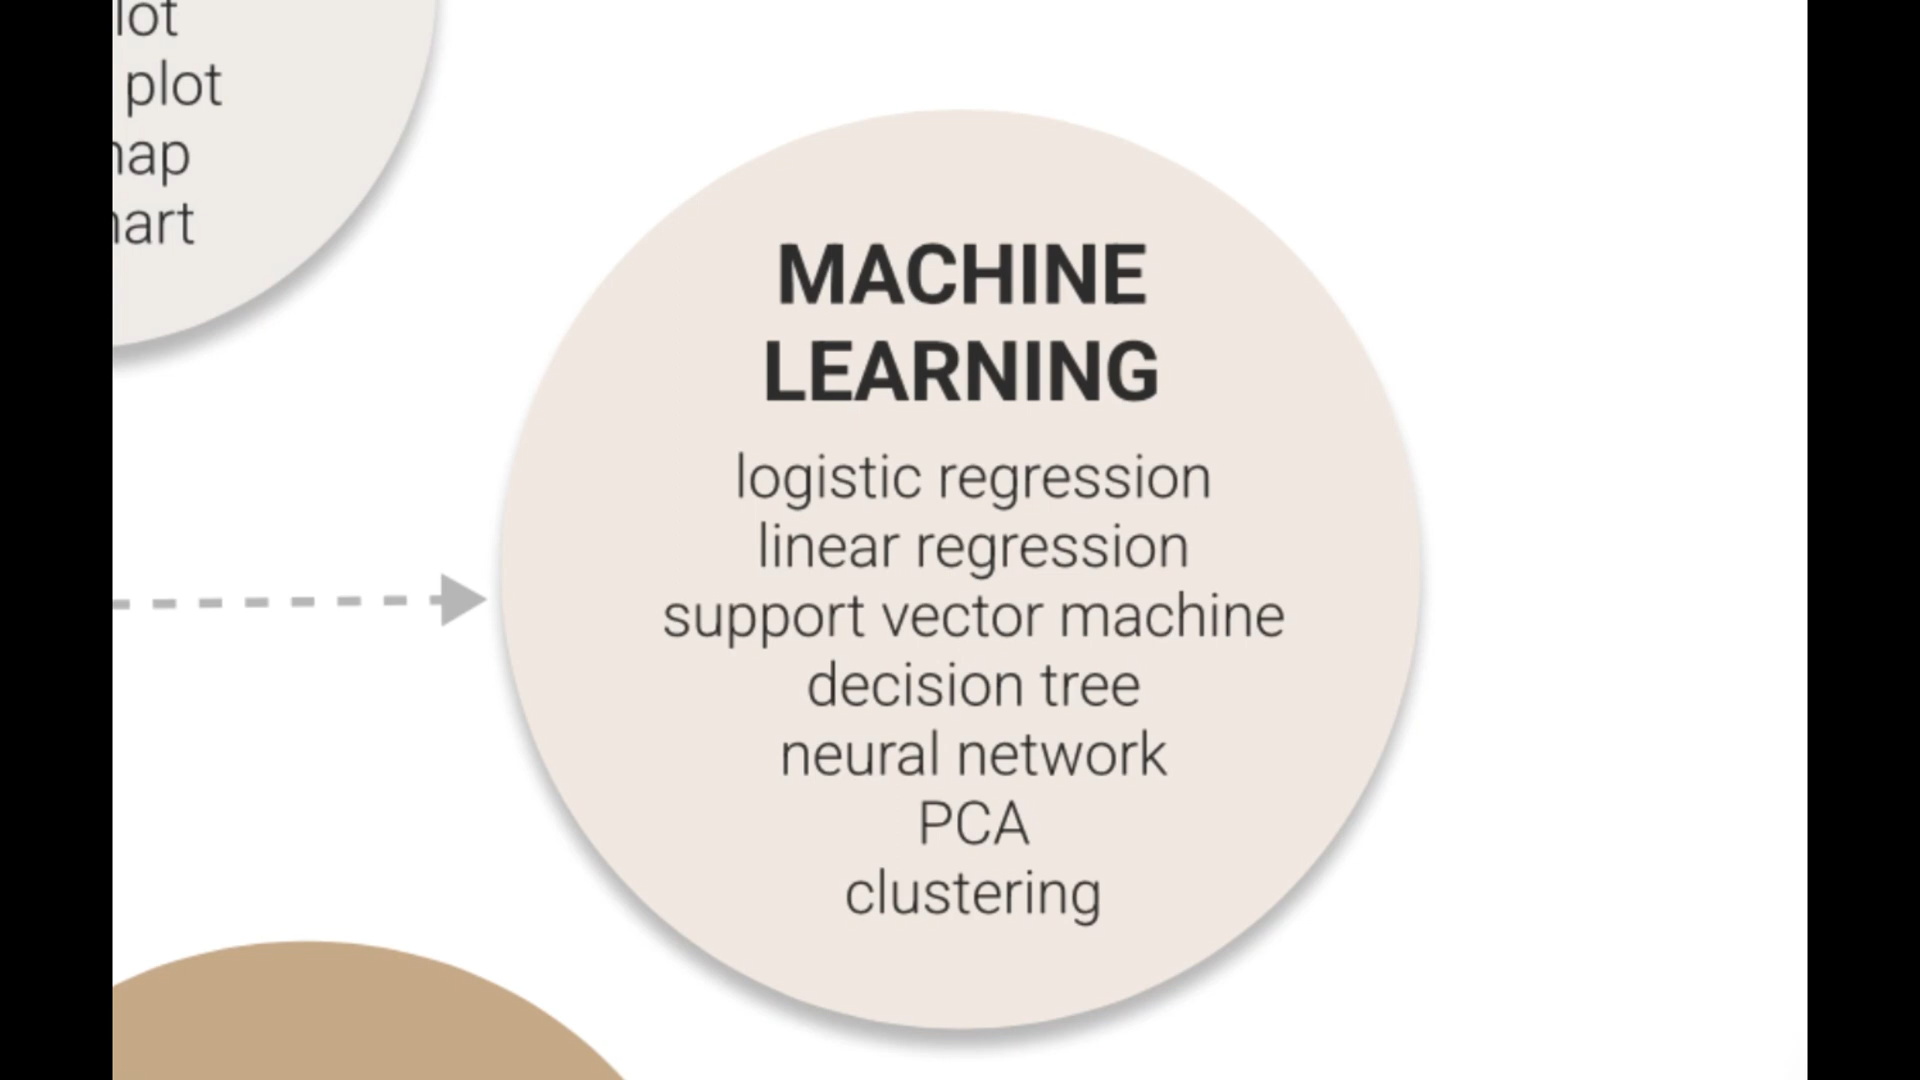 plot
MACHINE
LEARNING
logistic regression
linear regression
support vector machine
decision tree
neural network
PCA
clustering